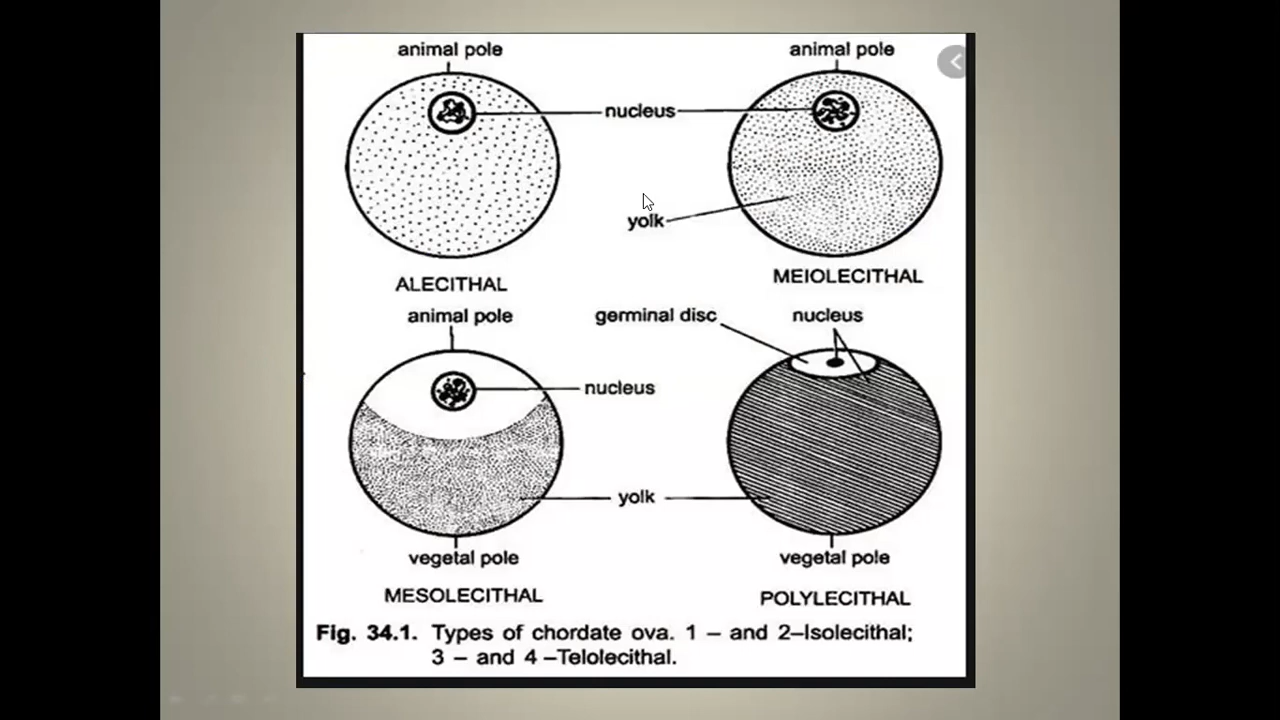 animal pole
animal pole
nucleus
yolk
ALECITHAL
MEIOLECITHAL
animal pole
germinal disc
nucleus
nucleus
yolk
vegetal pole
vegetal pole
MESOLECITHAL
POLYLECITHAL
Fig. 34.1. Types of chordate ova. 1 – and 2–Isolecithal;
3 – and 4 –Telolecithal.